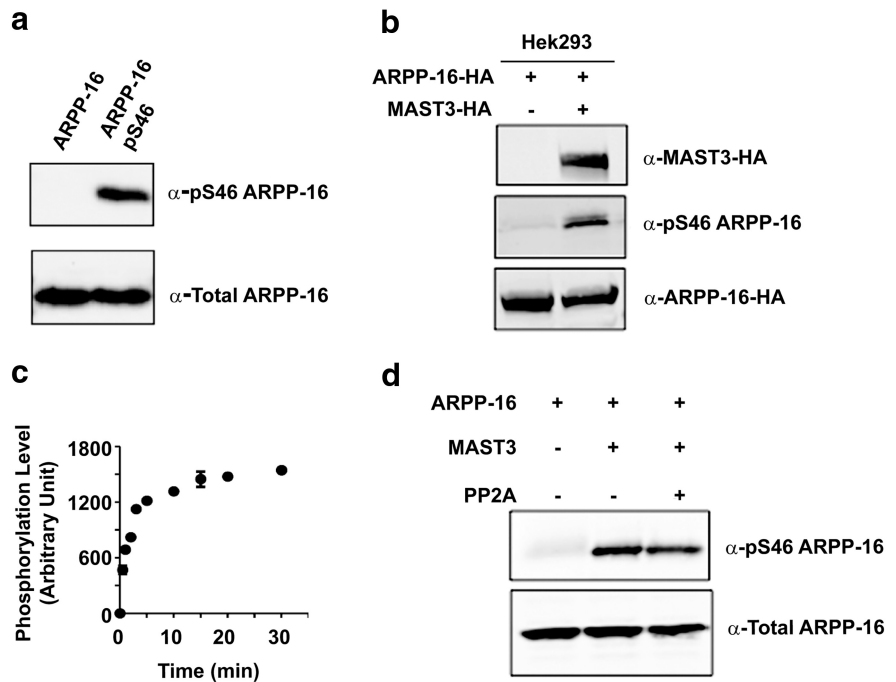 a
ARPP-16
ARPP-16
pS46
α-pS46 ARPP-16
α-Total ARPP-16
b
Hek293
ARPP-16-HA + +
MAST3-HA - +
α-MAST3-HA
α-pS46 ARPP-16
α-ARPP-16-HA
c
Phosphorylation Level
(Arbitrary Unit)
1800
1200
600
0
0 10 20 30
Time (min)
d
ARPP-16 + + +
MAST3 - + +
PP2A - - +
α-pS46 ARPP-16
α-Total ARPP-16